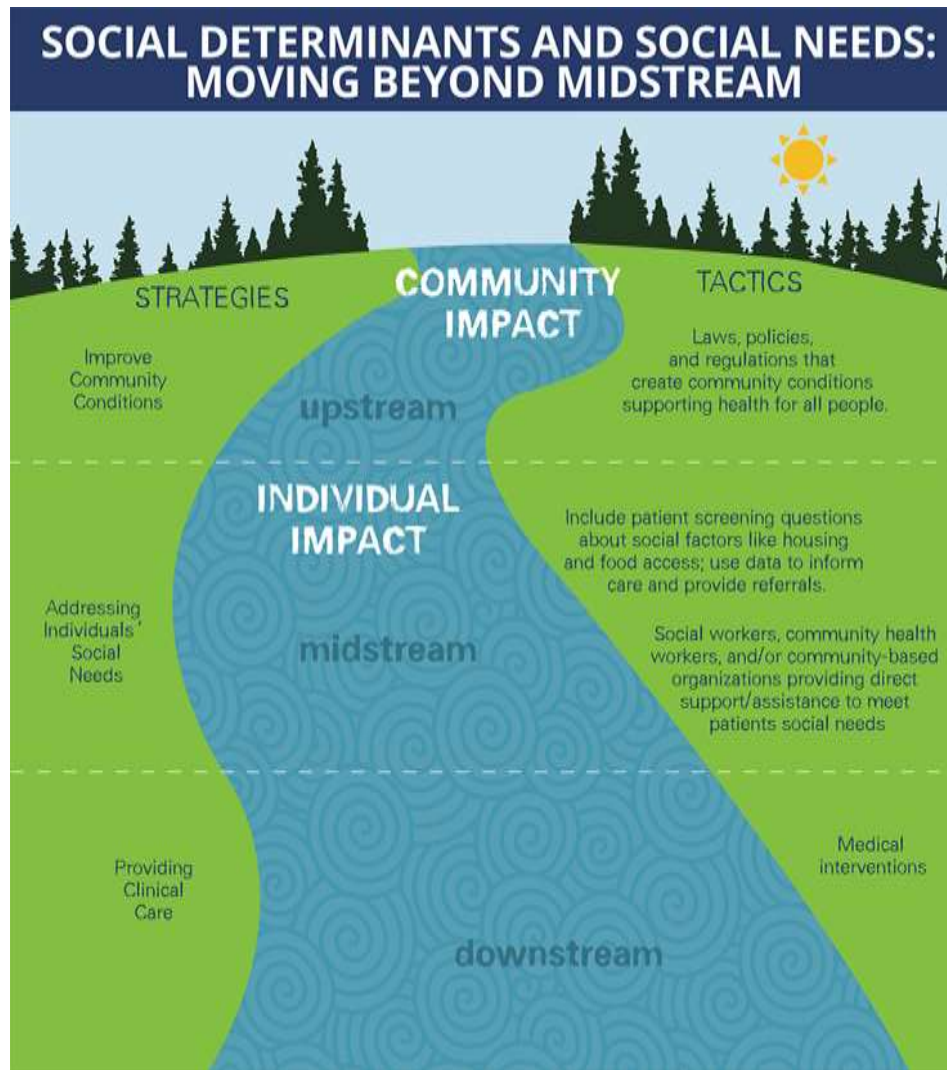 SOCIAL DETERMINANTS AND SOCIAL NEEDS:
MOVING BEYOND MIDSTREAM
STRATEGIES
COMMUNITY
IMPACT
TACTICS
Improve
Community
Conditions
upstream
Laws, policies,
and regulations that
create community conditions
supporting health for all people.
INDIVIDUAL
IMPACT
Addressing
Individuals'
Social
Needs
midstream
Include patient screening questions
about social factors like housing
and food access; use data to inform
care and provide referrals.
Social workers, community health
workers, and/or community-based
organizations providing direct
support/assistance to meet
patients social needs
Providing
Clinical
Care
downstream
Medical
interventions